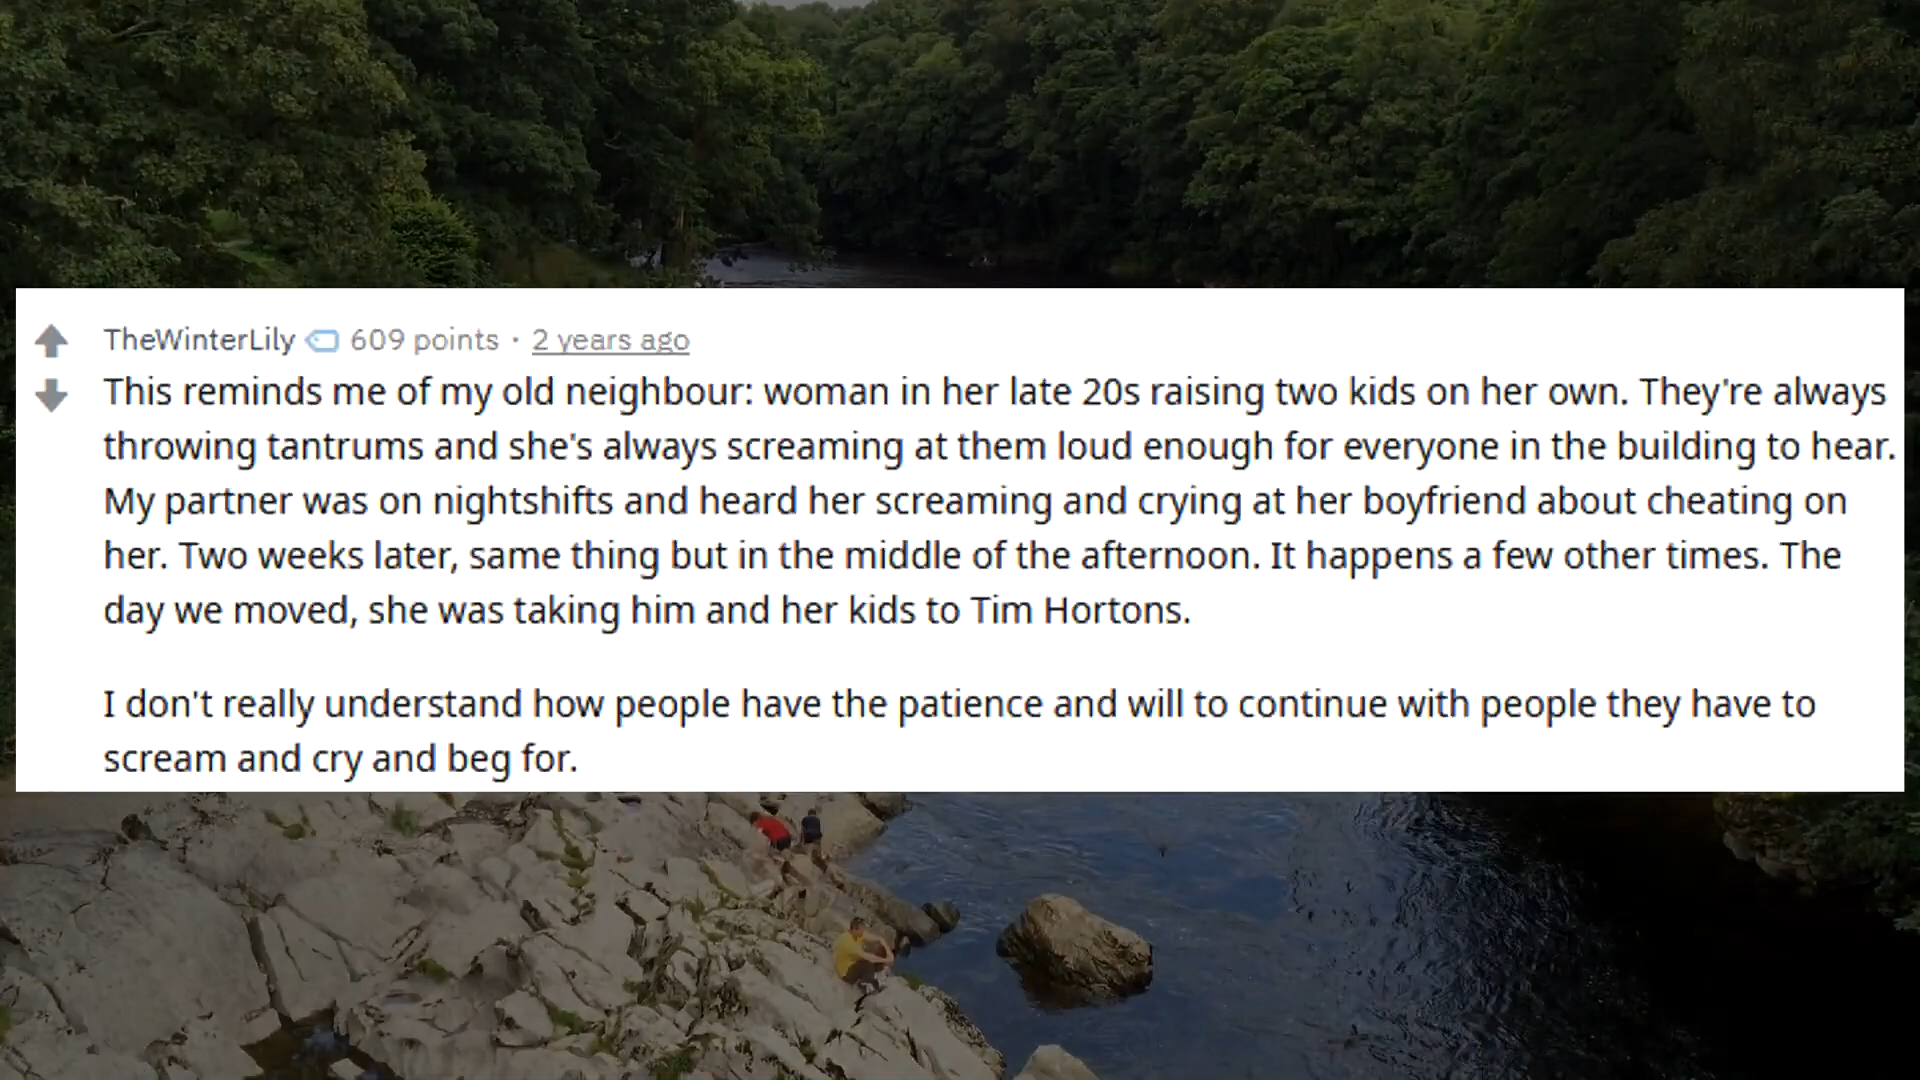 TheWinterLily 609 points · 2 years ago
This reminds me of my old neighbour: woman in her late 20s raising two kids on her own. They're always
throwing tantrums and she's always screaming at them loud enough for everyone in the building to hear.
My partner was on nightshifts and heard her screaming and crying at her boyfriend about cheating on
her. Two weeks later, same thing but in the middle of the afternoon. It happens a few other times. The
day we moved, she was taking him and her kids to Tim Hortons.
I don't really understand how people have the patience and will to continue with people they have to
scream and cry and beg for.